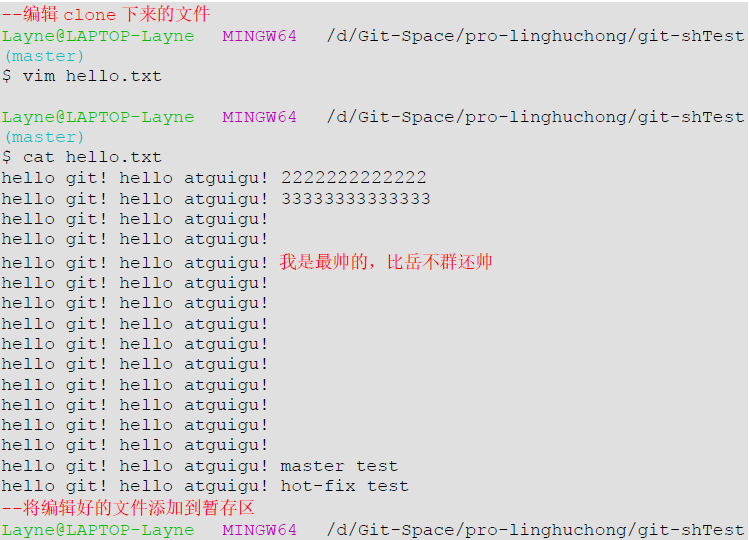 --编辑 clone 下来的文件
Layne@LAPTOP-Layne MINGW64 /d/Git-Space/pro-linghuchong/git-shTest
(master)
$ vim hello.txt
Layne@LAPTOP-Layne MINGW64 /d/Git-Space/pro-linghuchong/git-shTest
(master)
$ cat hello.txt
hello git! hello atguigu! 2222222222222
hello git! hello atguigu! 33333333333333
hello git! hello atguigu!
hello git! hello atguigu!
hello git! hello atguigu! 我是最帅的，比岳不群还帅
hello git! hello atguigu!
hello git! hello atguigu!
hello git! hello atguigu!
hello git! hello atguigu!
hello git! hello atguigu!
hello git! hello atguigu!
hello git! hello atguigu!
hello git! hello atguigu!
hello git! hello atguigu!
hello git! hello atguigu! master test
hello git! hello atguigu! hot-fix test
--将编辑好的文件添加到暂存区
Layne@LAPTOP-Layne MINGW64 /d/Git-Space/pro-linghuchong/git-shTest